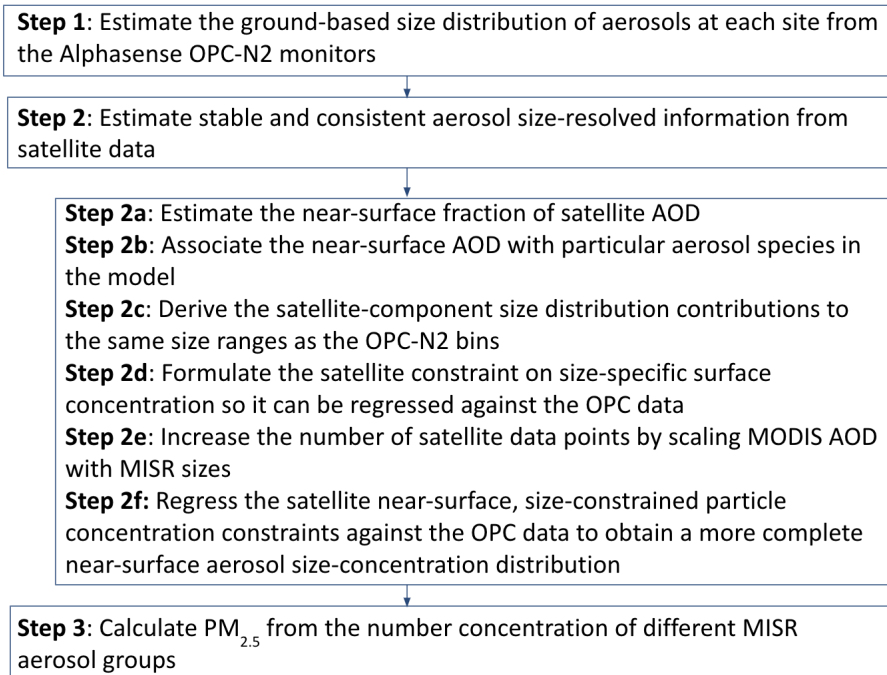 Step 1: Estimate the ground-based size distribution of aerosols at each site from
the Alphasense OPC-N2 monitors
Step 2: Estimate stable and consistent aerosol size-resolved information from
satellite data
Step 2a: Estimate the near-surface fraction of satellite AOD
Step 2b: Associate the near-surface AOD with particular aerosol species in
the model
Step 2c: Derive the satellite-component size distribution contributions to
the same size ranges as the OPC-N2 bins
Step 2d: Formulate the satellite constraint on size-specific surface
concentration so it can be regressed against the OPC data
Step 2e: Increase the number of satellite data points by scaling MODIS AOD
with MISR sizes
Step 2f: Regress the satellite near-surface, size-constrained particle
concentration constraints against the OPC data to obtain a more complete
near-surface aerosol size-concentration distribution
Step 3: Calculate PM2.5 from the number concentration of different MISR
aerosol groups